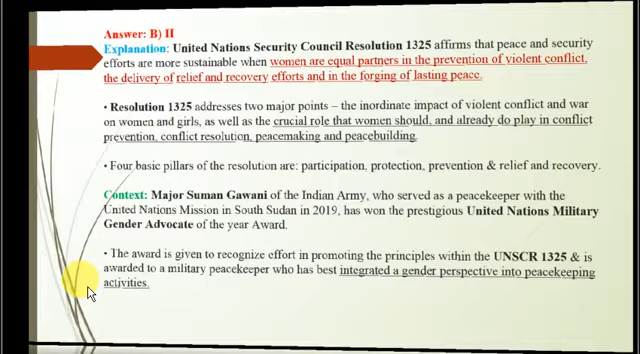 Answer: B) II
Explanation: United Nations Security Council Resolution 1325 affirms that peace and security
efforts are more sustainable when women are equal partners in the prevention of violent conflict,
the delivery of relief and recovery efforts and in the forging of lasting peace.
• Resolution 1325 addresses two major points – the inordinate impact of violent conflict and war
on women and girls, as well as the crucial role that women should, and already do play in conflict
prevention, conflict resolution, peacemaking and peacebuilding.
• Four basic pillars of the resolution are: participation, protection, prevention & relief and recovery.
Context: Major Suman Gawani of the Indian Army, who served as a peacekeeper with the
United Nations Mission in South Sudan in 2019, has won the prestigious United Nations Military
Gender Advocate of the year Award.
• The award is given to recognize effort in promoting the principles within the UNSCR 1325 & is
awarded to a military peacekeeper who has best integrated a gender perspective into peacekeeping
activities.